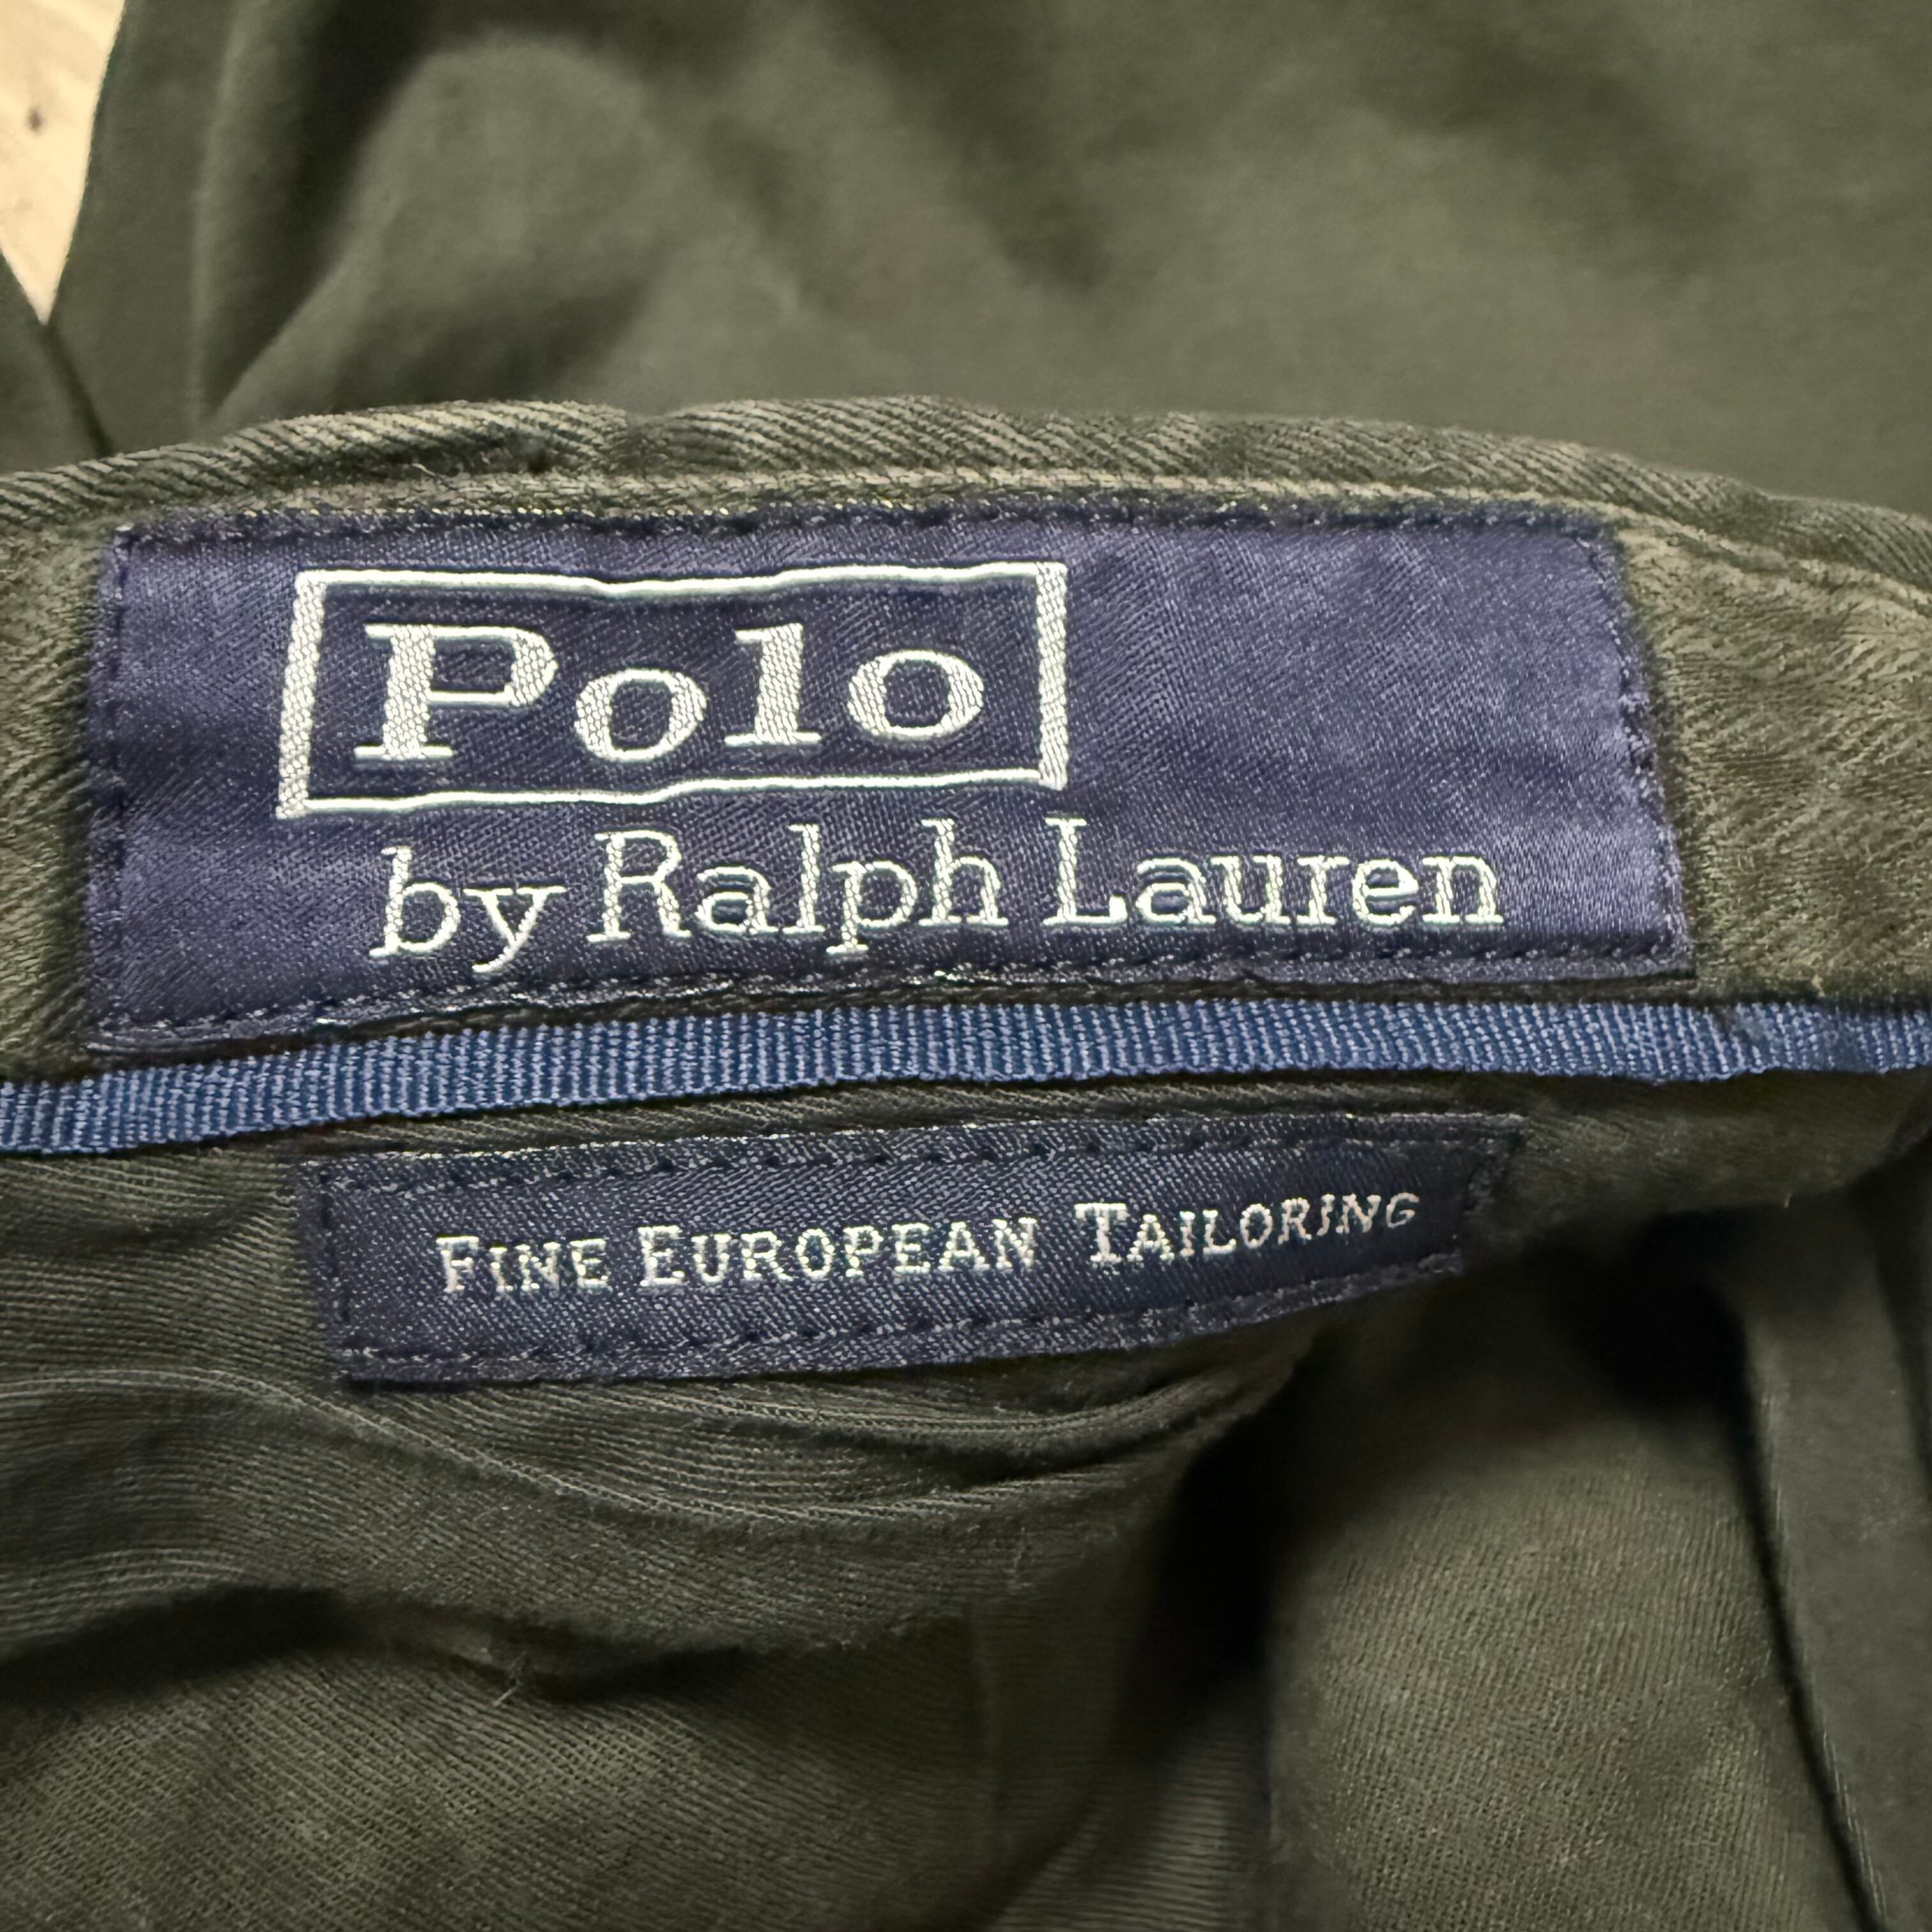 Polo
by Ralph Lauren
FINE EUROPEAN TAILORING